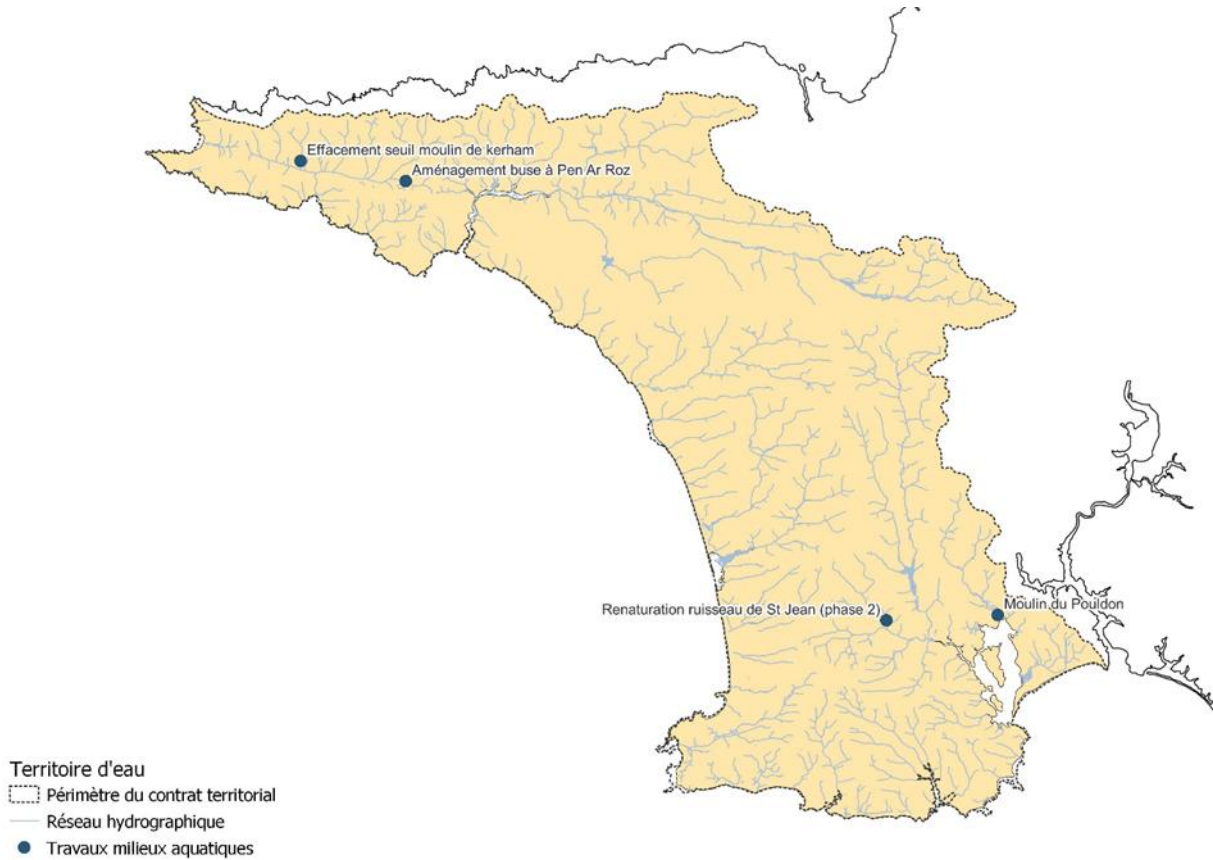 Effacement seuil moulin de kerham
Aménagement buse à Pen Ar Roz
Renaturation ruisseau de St Jean (phase 2)
Moulin du Pouldon
Territoire d'eau
Périmètre du contrat territorial
Réseau hydrographique
Travaux milieux aquatiques